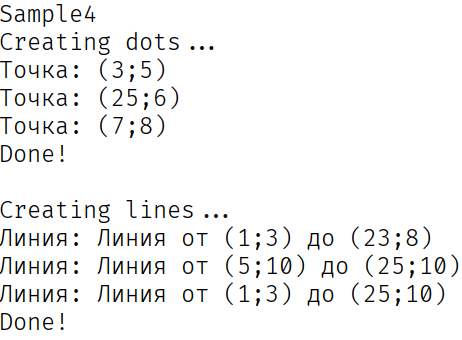 Sample4
Creating dots...
Точка: (3;5)
Точка: (25;6)
Точка: (7;8)
Done!
Creating lines...
Линия: Линия от (1;3) до (23;8)
Линия: Линия от (5;10) до (25;10)
Линия: Линия от (1;3) до (25;10)
Done!